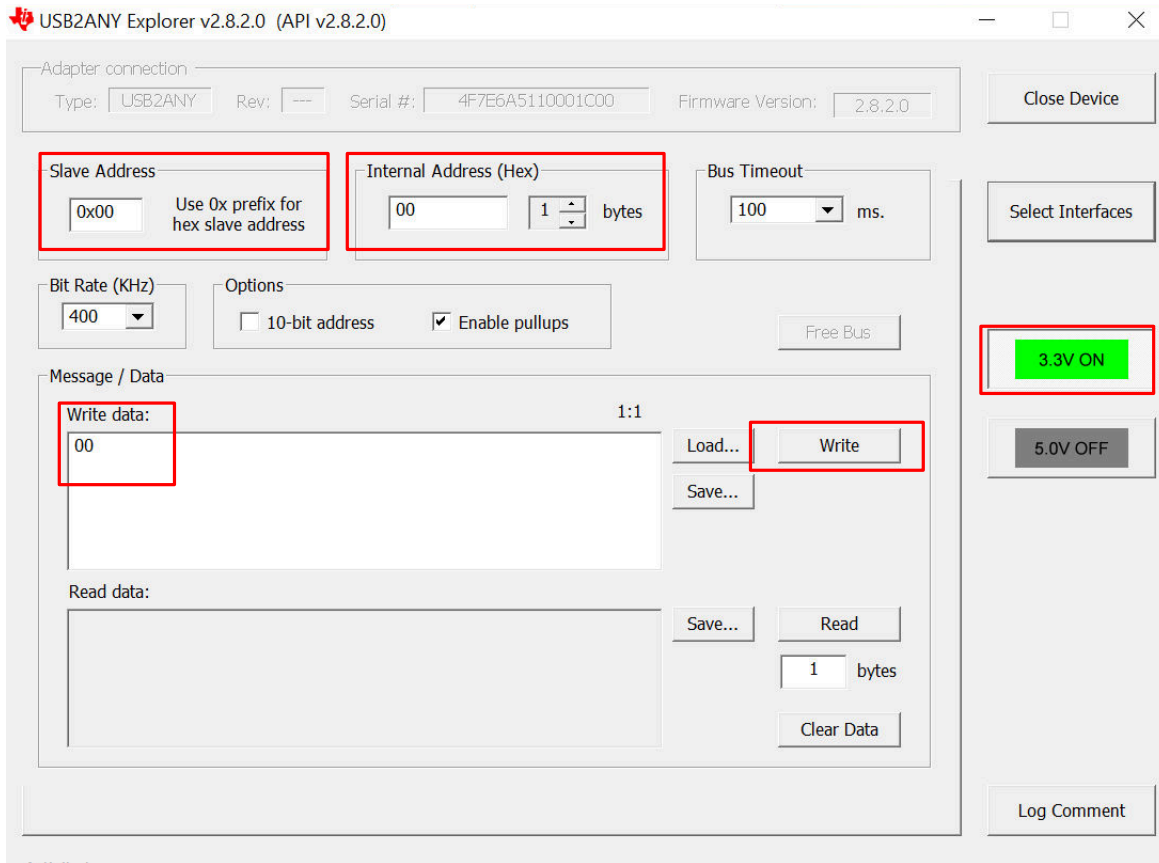 USB2ANY Explorer v2.8.2.0 (API v2.8.2.0)
Adapter connection
Type: USB2ANY Rev: --- Serial #: 4F7E6A5110001C00 Firmware Version: 2.8.2.0
Close Device
Slave Address
0x00 Use 0x prefix for
hex slave address
Internal Address (Hex)
00 1 bytes
Bus Timeout
100 ms.
Select Interfaces
Bit Rate (KHz)
400
Options
10-bit address Enable pullups
Free Bus
3.3V ON
Message / Data
Write data: 1:1
00
Load... Write
Save...
5.0V OFF
Read data:
Save... Read
1 bytes
Clear Data
Log Comment